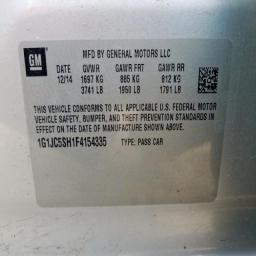 GM
MFD BY GENERAL MOTORS LLC
12/14 GVWR GAWR FRT GAWR RR
1697 KG 885 KG 812 KG
3741 LB 1950 LB 1791 LB
THIS VEHICLE CONFORMS TO ALL APPLICABLE U.S. FEDERAL MOTOR
VEHICLE SAFETY, BUMPER, AND THEFT PREVENTION STANDARDS IN EFFECT
ON THE DATE OF MANUFACTURE SHOWN ABOVE.
1G1JC5SH1F4154335 TYPE: PASS CAR